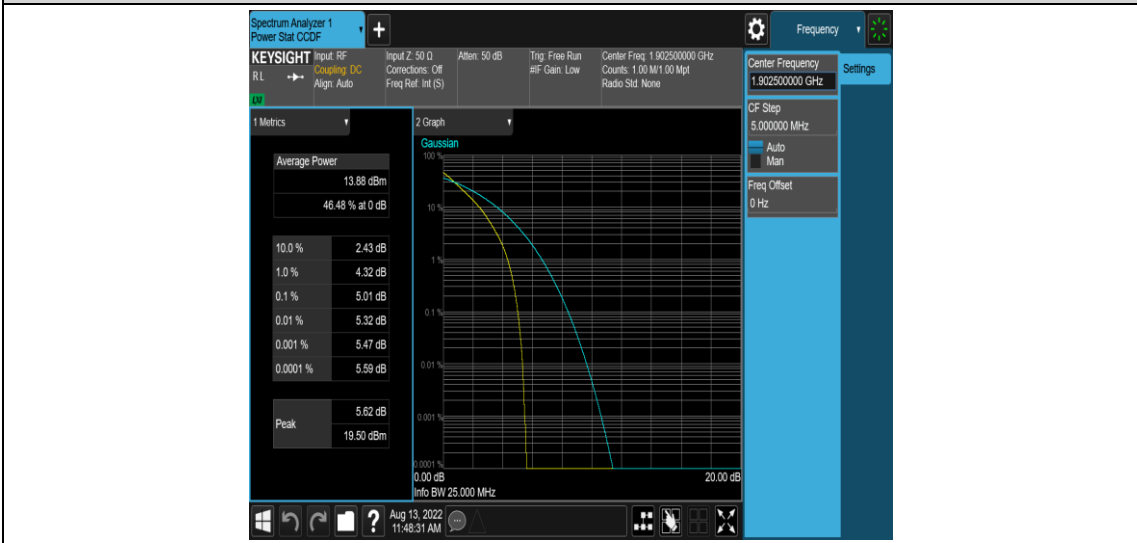 Spectrum Analyzer 1
Power Stat CCDF
+
Frequency
KEYSIGHT
Input: RF
Coupling: DC
Align: Auto
RL
LXI
Input Z: 50 Ω
Corrections: Off
Freq Ref: Int (S)
Atten: 50 dB
Trig: Free Run
#IF Gain: Low
Center Freq: 1.902500000 GHz
Counts: 1.00 M/1.00 Mpt
Radio Std: None
Center Frequency
1.902500000 GHz
Settings
CF Step
5.000000 MHz
Auto
Man
Freq Offset
0 Hz
1 Metrics
Average Power
13.88 dBm
46.48 % at 0 dB
10.0 % 2.43 dB
1.0 % 4.32 dB
0.1 % 5.01 dB
0.01 % 5.32 dB
0.001 % 5.47 dB
0.0001 % 5.59 dB
Peak
5.62 dB
19.50 dBm
2 Graph
Gaussian
100 %
10 %
1 %
0.1 %
0.01 %
0.001 %
0.0001 %
0.00 dB 20.00 dB
Info BW 25.000 MHz
?
Aug 13, 2022
11:48:31 AM